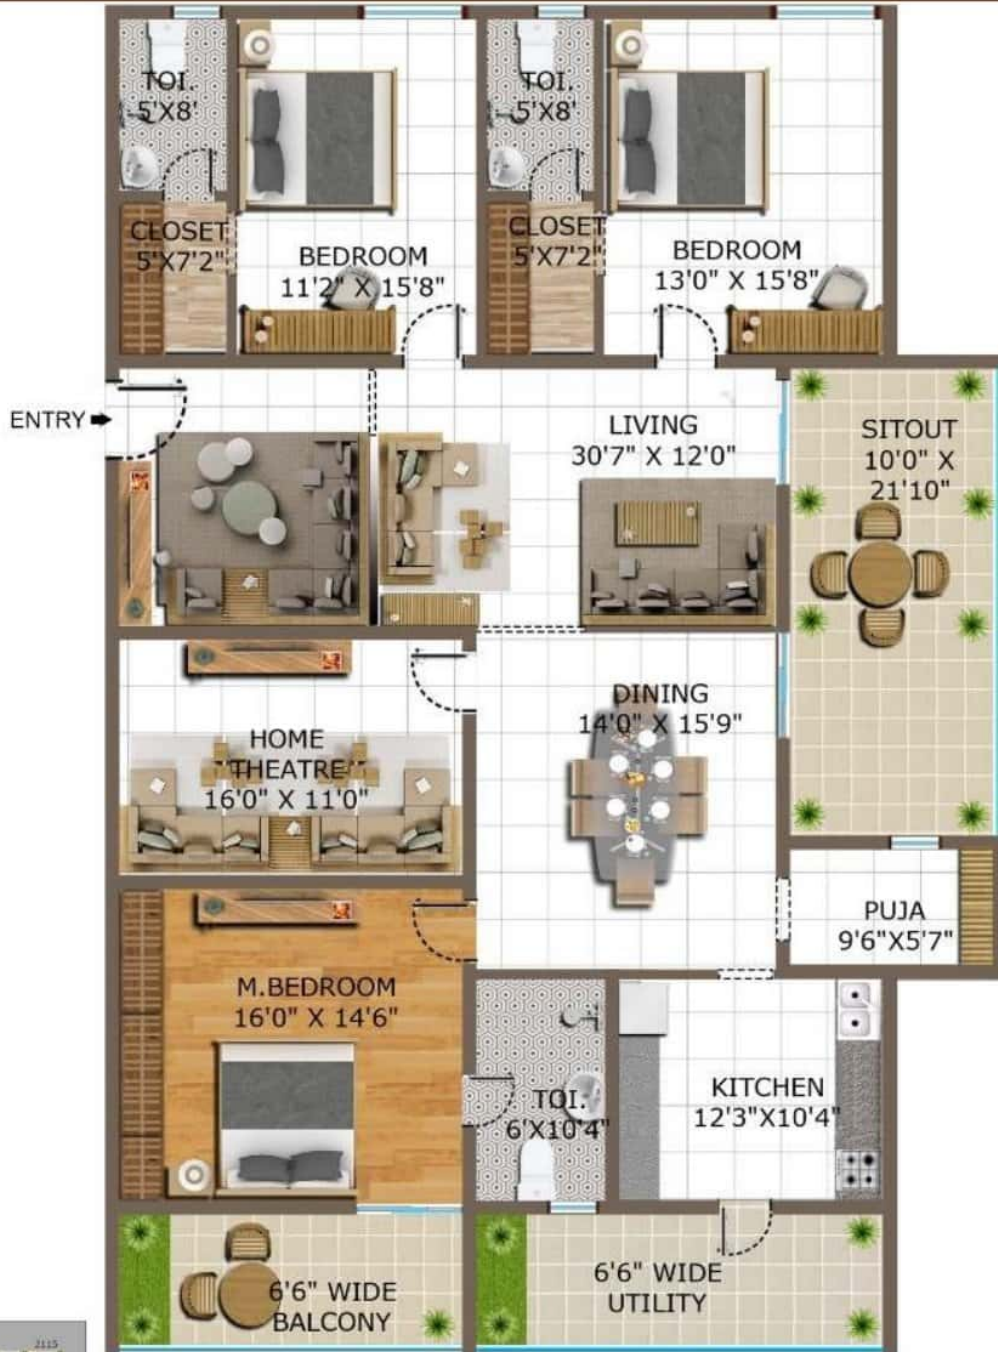 TOI.
5'X8'
TOI.
5'X8'
CLOSET
5'X7'2"
BEDROOM
11'2" X 15'8"
CLOSET
5'X7'2"
BEDROOM
13'0" X 15'8"
ENTRY
LIVING
30'7" X 12'0"
SITOUT
10'0" X
21'10"
HOME
THEATRE
16'0" X 11'0"
DINING
14'0" X 15'9"
PUJA
9'6"X5'7"
M.BEDROOM
16'0" X 14'6"
TOI.
6'X10'4"
KITCHEN
12'3"X10'4"
6'6" WIDE
BALCONY
6'6" WIDE
UTILITY
2115